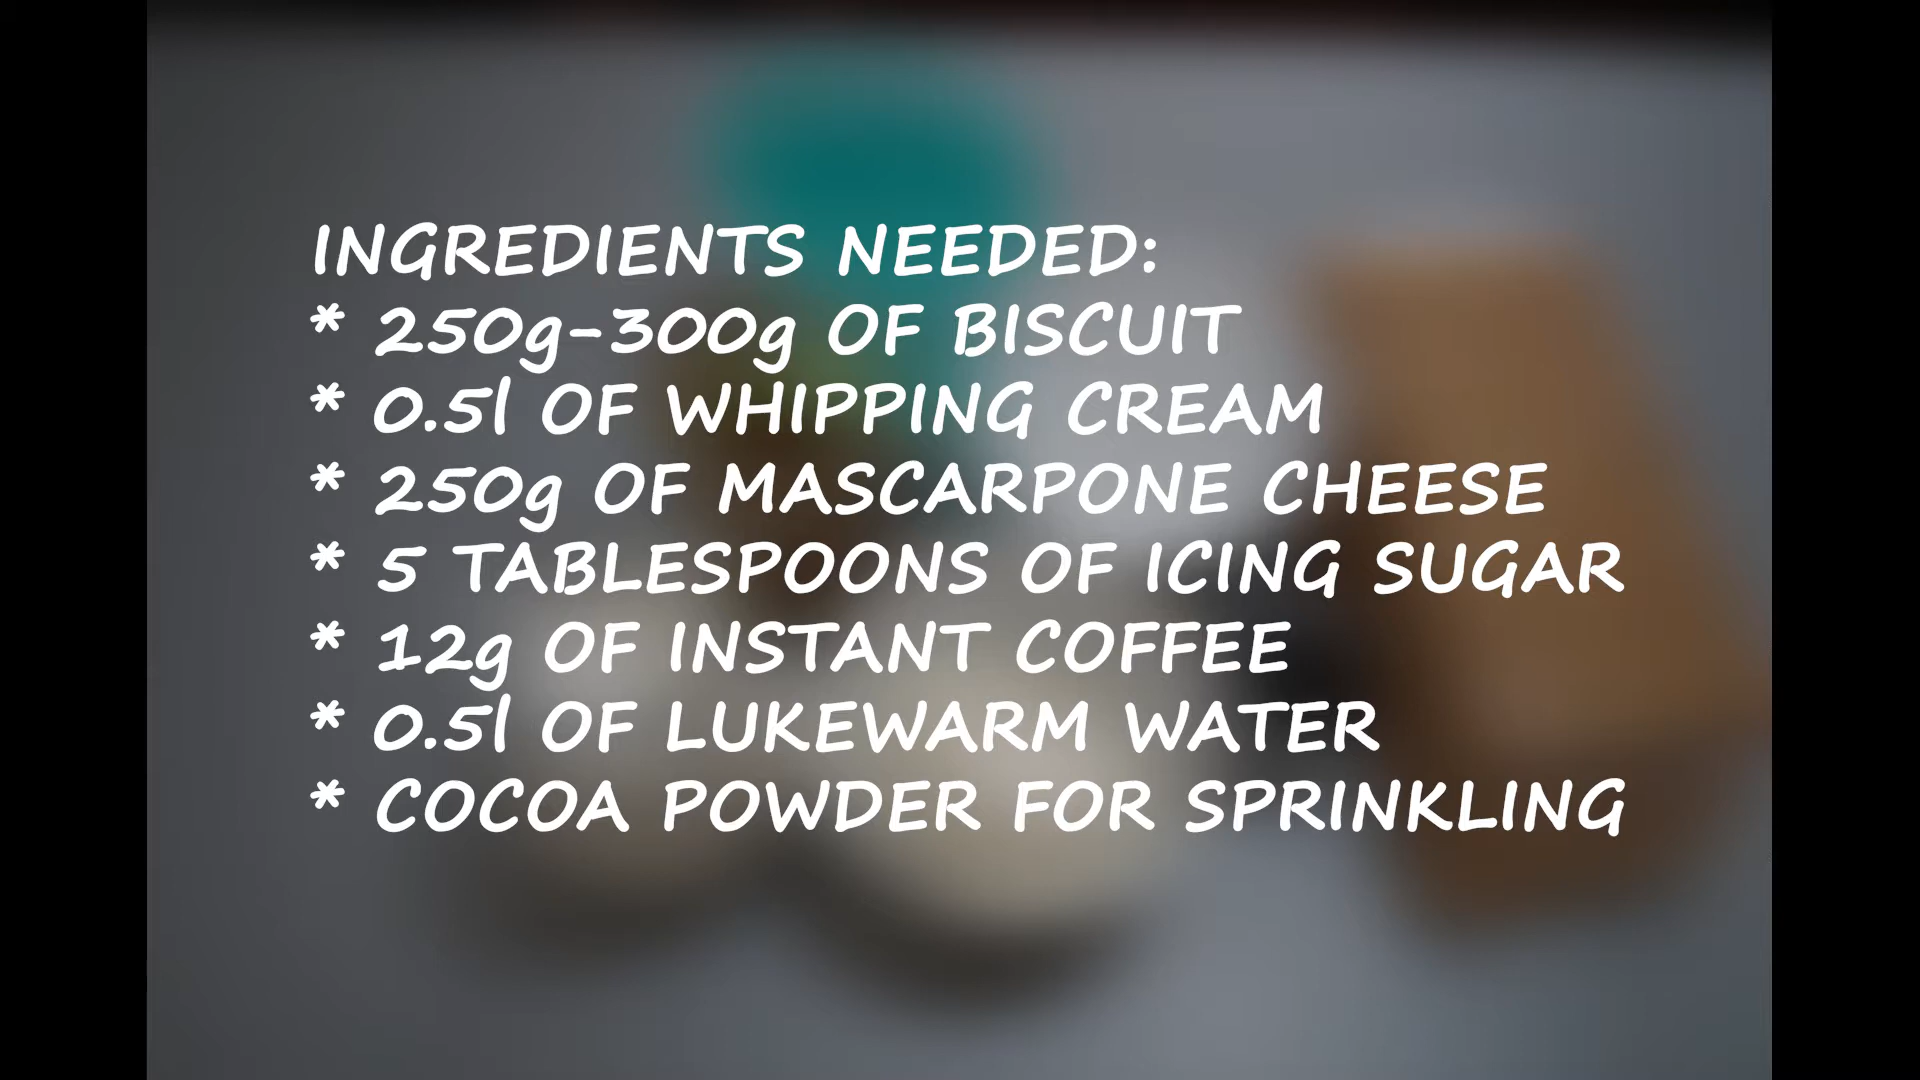 INGREDIENTS NEEDED:
* 250g-300g OF BISCUIT
* 0.5l OF WHIPPING CREAM
* 250g OF MASCARPONE CHEESE
* 5 TABLESPOONS OF ICING SUGAR
* 12g OF INSTANT COFFEE
* 0.5l OF LUKEWARM WATER
* COCOA POWDER FOR SPRINKLING